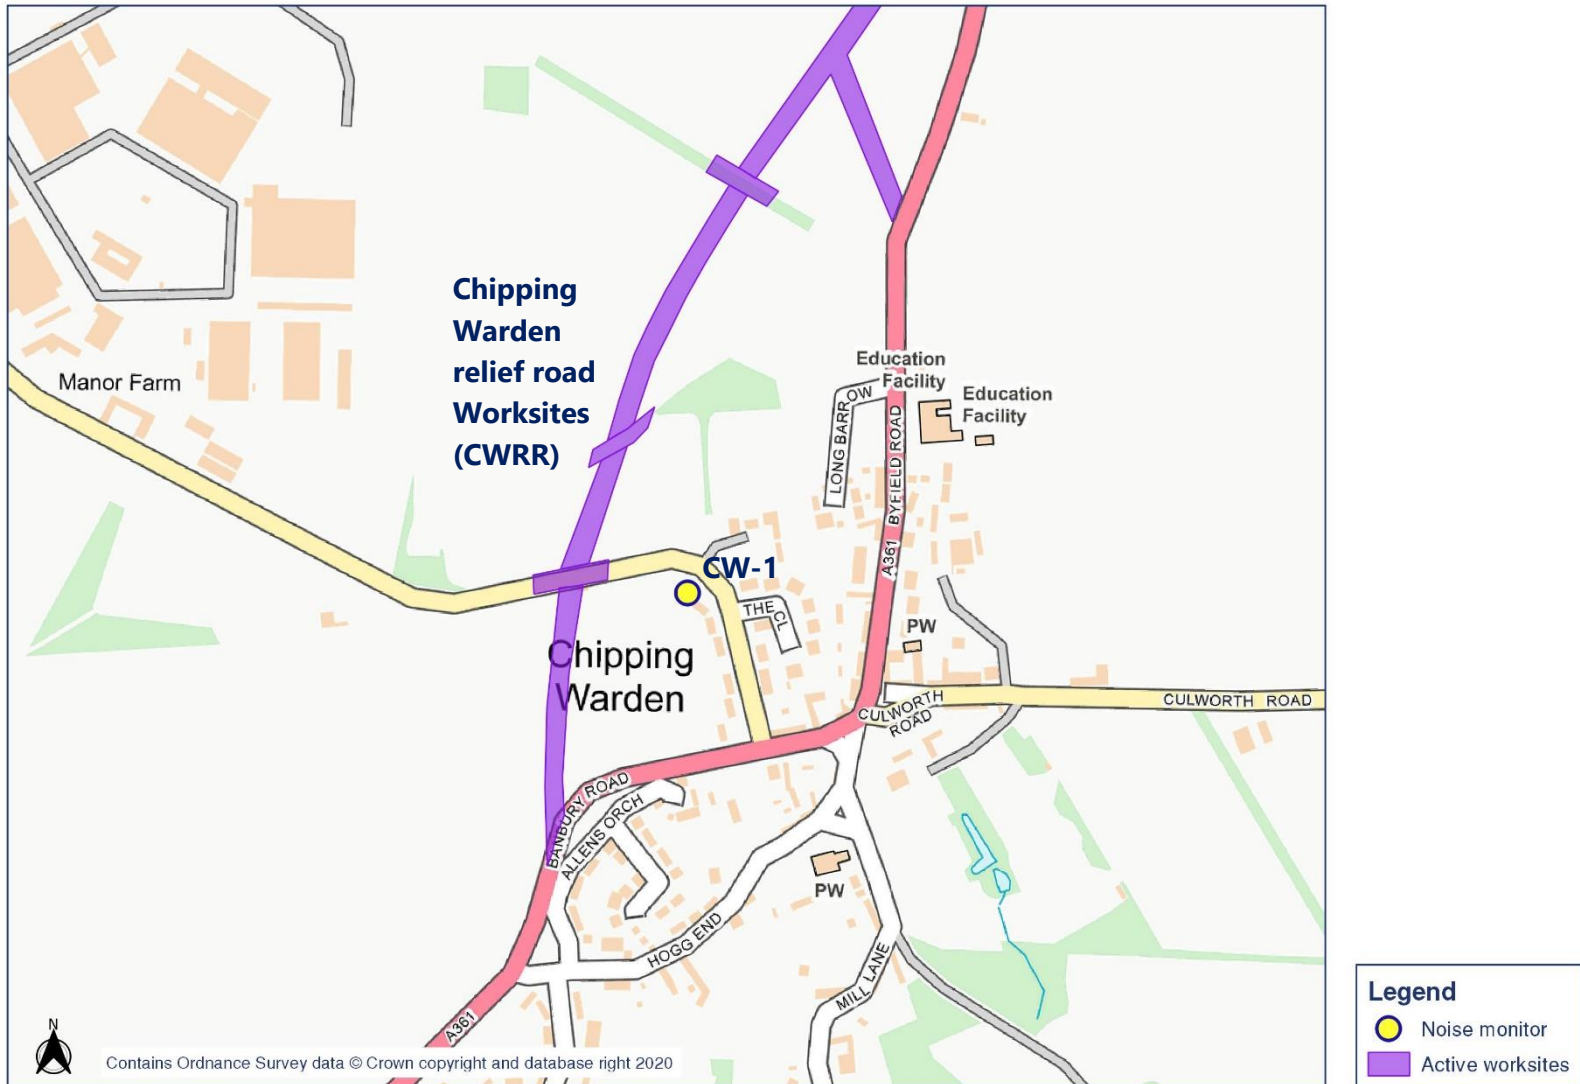 Chipping
Warden
relief road
Worksites
(CWRR)
Manor Farm
Education
Facility
Education
Facility
LONG BARROW
A361 BYFIELD ROAD
CW-1
THE CL
PW
Chipping
Warden
CULWORTH
ROAD
CULWORTH ROAD
BANBURY ROAD
ALLENS ORCH
PW
HOGG END
MILL LANE
A361
N
Contains Ordnance Survey data © Crown copyright and database right 2020
Legend
Noise monitor
Active worksites